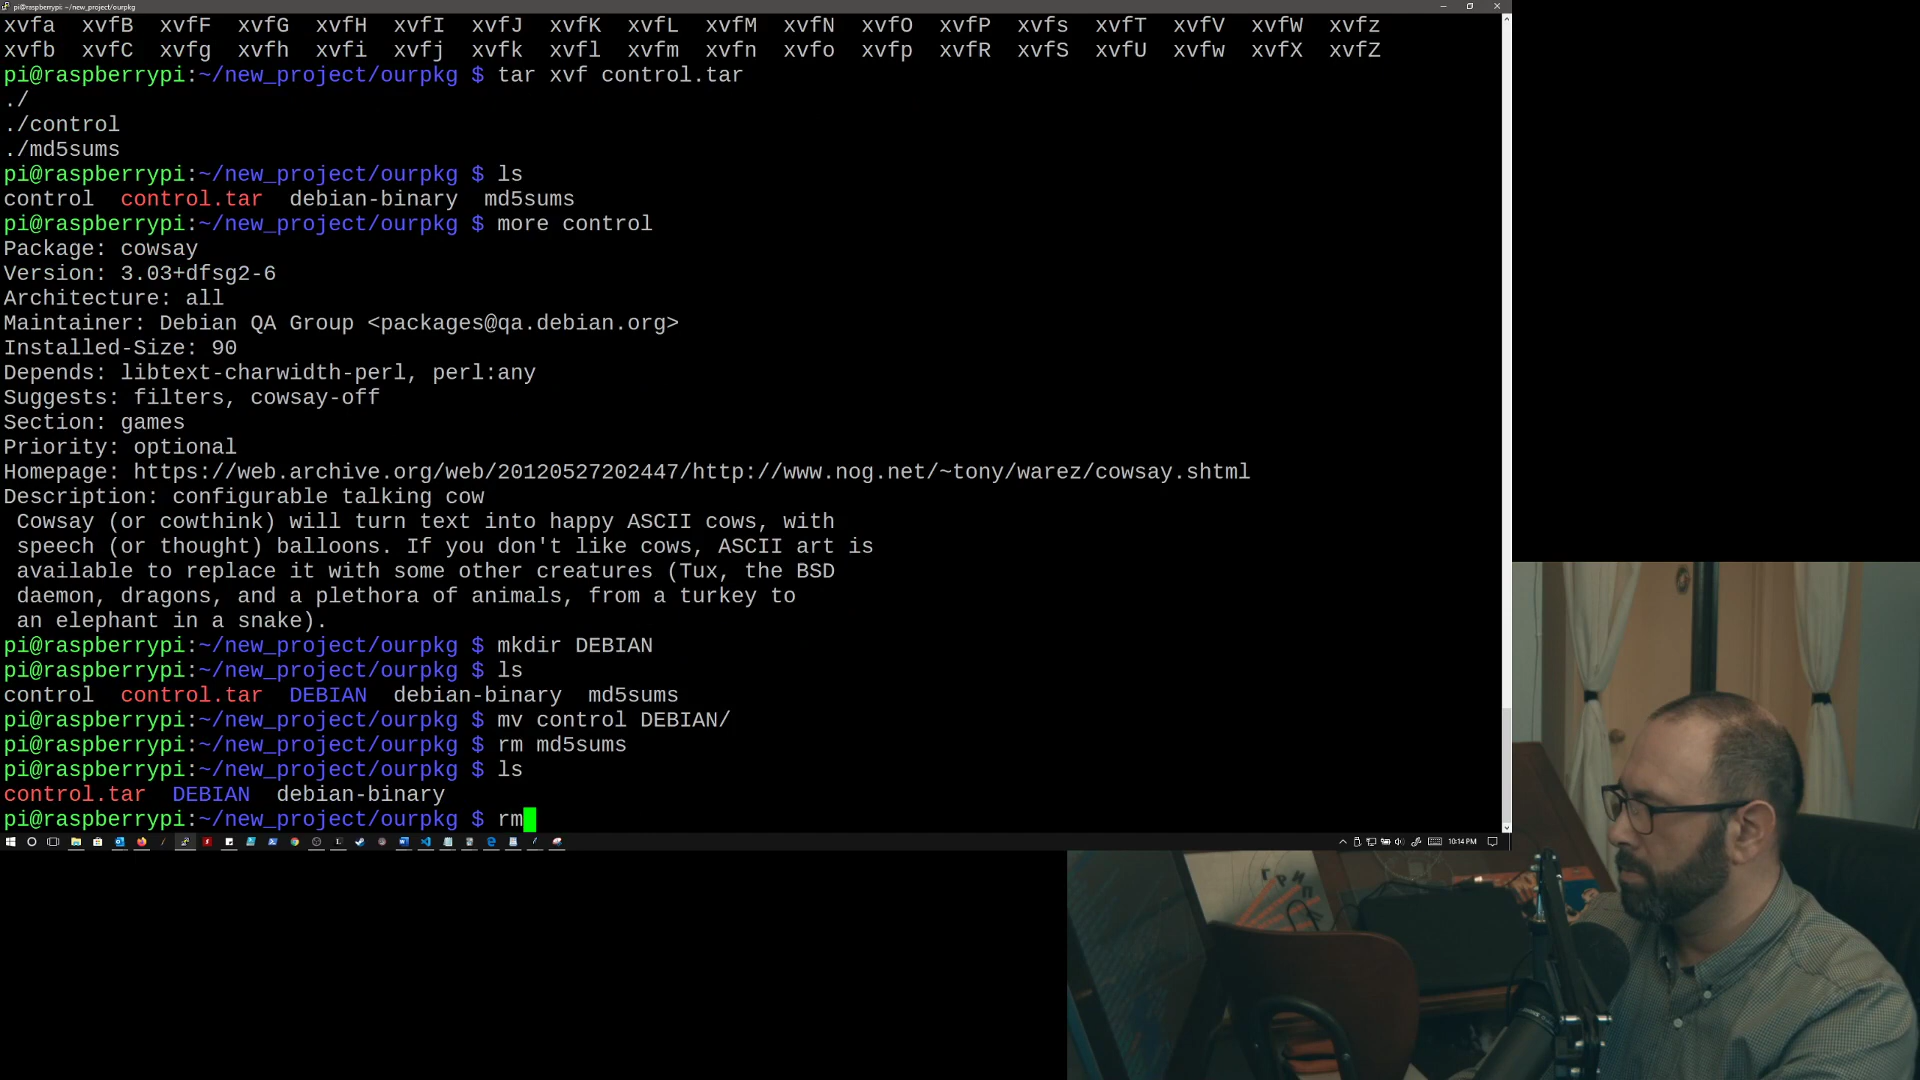 pi@raspberrypi ~/new_project/ourpkg
xvfa xvfB xvfF xvfG xvfH xvfI xvfJ xvfK xvfL xvfM xvfN xvfO xvfP xvfs xvfT xvfV xvfW xvfz
xvfb xvfC xvfg xvfh xvfi xvfj xvfk xvfl xvfm xvfn xvfo xvfp xvfR xvfS xvfU xvfw xvfX xvfZ
pi@raspberrypi:~/new_project/ourpkg $ tar xvf control.tar
./
./control
./md5sums
pi@raspberrypi:~/new_project/ourpkg $ ls
control control.tar debian-binary md5sums
pi@raspberrypi:~/new_project/ourpkg $ more control
Package: cowsay
Version: 3.03+dfsg2-6
Architecture: all
Maintainer: Debian QA Group <packages@qa.debian.org>
Installed-Size: 90
Depends: libtext-charwidth-perl, perl:any
Suggests: filters, cowsay-off
Section: games
Priority: optional
Homepage: https://web.archive.org/web/20120527202447/http://www.nog.net/~tony/warez/cowsay.shtml
Description: configurable talking cow
Cowsay (or cowthink) will turn text into happy ASCII cows, with
speech (or thought) balloons. If you don't like cows, ASCII art is
available to replace it with some other creatures (Tux, the BSD
daemon, dragons, and a plethora of animals, from a turkey to
an elephant in a snake).
pi@raspberrypi:~/new_project/ourpkg $ mkdir DEBIAN
pi@raspberrypi:~/new_project/ourpkg $ ls
control control.tar DEBIAN debian-binary md5sums
pi@raspberrypi:~/new_project/ourpkg $ mv control DEBIAN/
pi@raspberrypi:~/new_project/ourpkg $ rm md5sums
pi@raspberrypi:~/new_project/ourpkg $ ls
control.tar DEBIAN debian-binary
pi@raspberrypi:~/new_project/ourpkg $ rm
10:14 PM
ГРИП